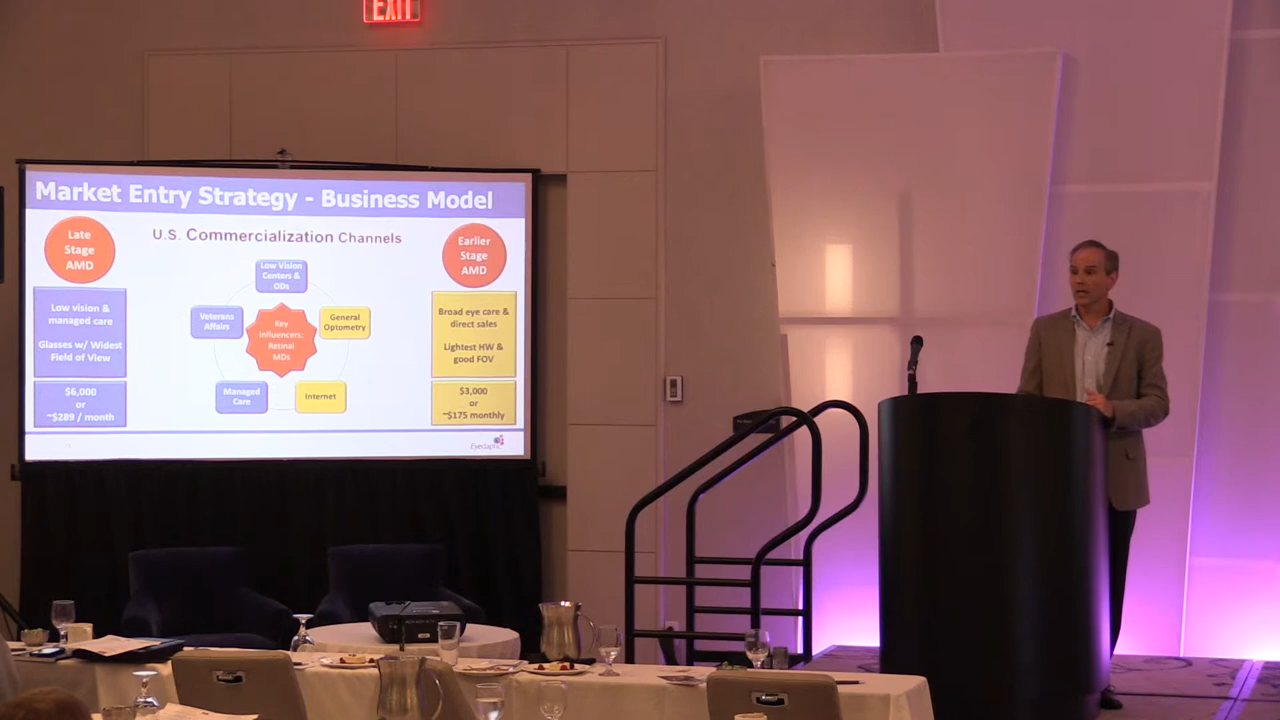 EXIT
Market Entry Strategy - Business Model
U.S. Commercialization Channels
Late
Stage
AMD
Low vision &
managed care
Glasses w/ Widest
Field of View
$6,000
or
~$289 / month
Low Vision
Centers &
ODs
Veterans
Affairs
General
Optometry
Key
Influencers:
Retinal
MDs
Managed
Care
Internet
Earlier
Stage
AMD
Broad eye care &
direct sales
Lightest HW &
good FOV
$3,000
or
~$175 monthly
Eyedaptic